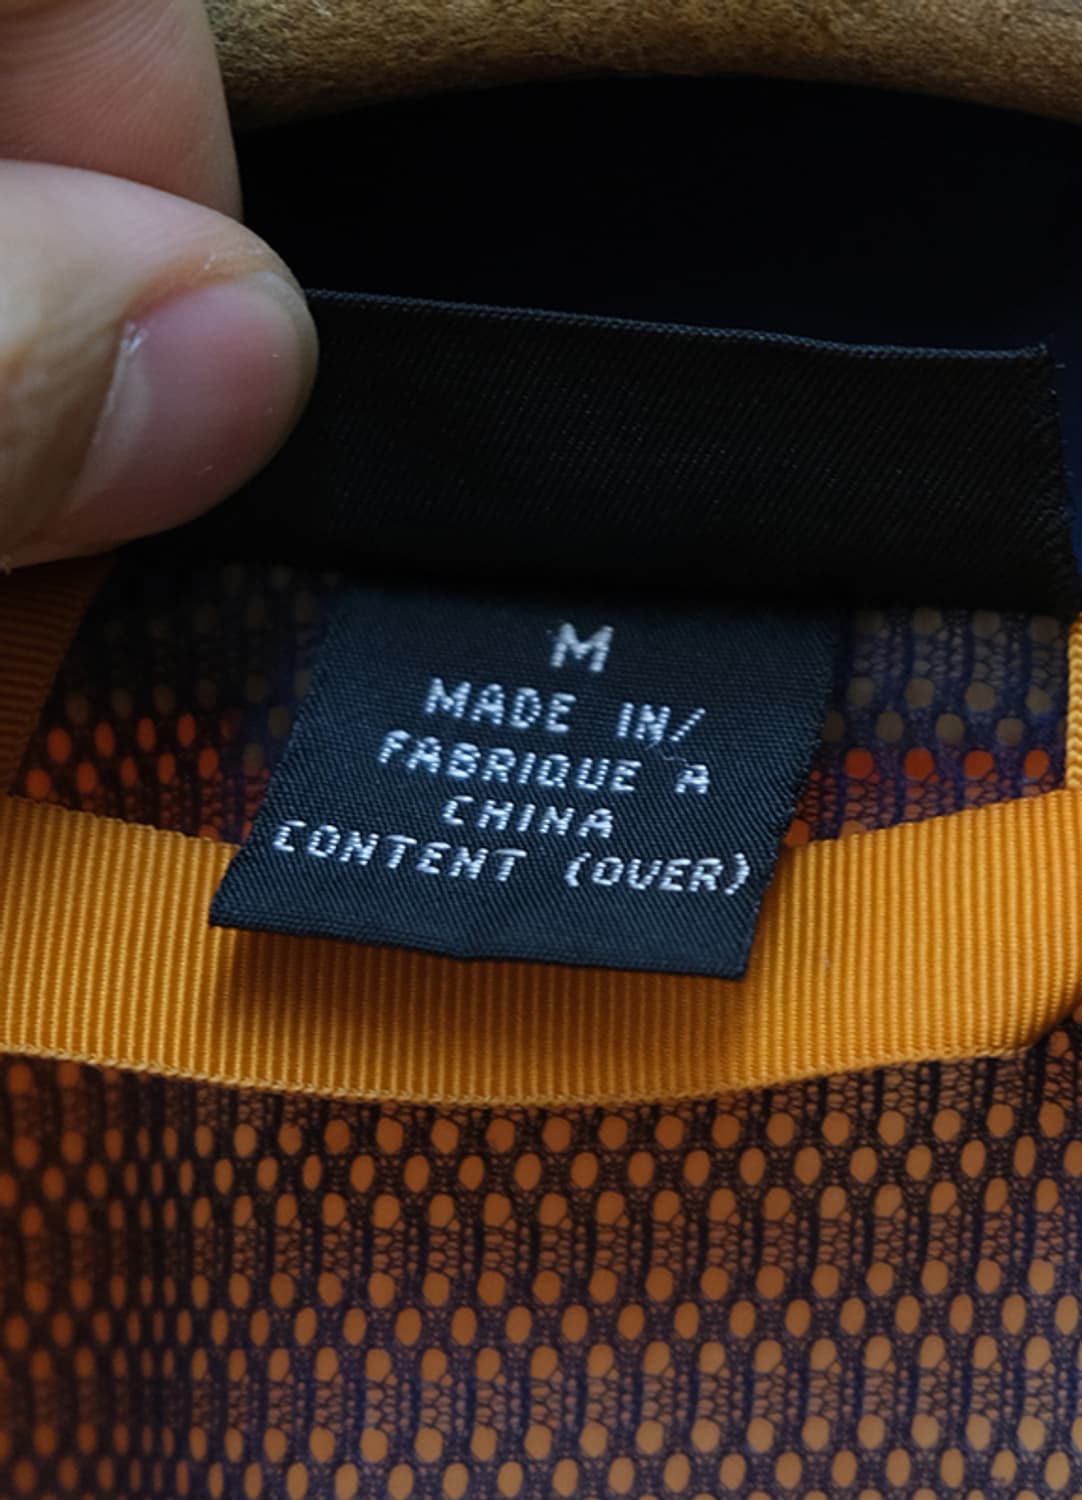 M
MADE IN/
FABRIQUE A
CHINA
CONTENT (OVER)